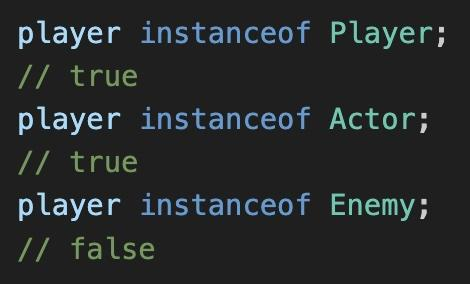 player instanceof Player;
// true
player instanceof Actor;
// true
player instanceof Enemy;
// false